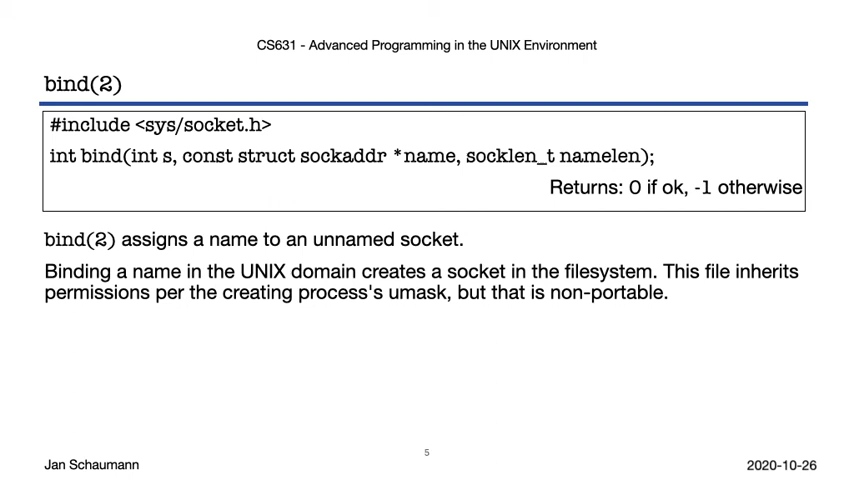 CS631 - Advanced Programming in the UNIX Environment
bind(2)
#include <sys/socket.h>
int bind(int s, const struct sockaddr *name, socklen_t namelen);
Returns: 0 if ok, -1 otherwise
bind(2) assigns a name to an unnamed socket.
Binding a name in the UNIX domain creates a socket in the filesystem. This file inherits
permissions per the creating process's umask, but that is non-portable.
5
Jan Schaumann
2020-10-26